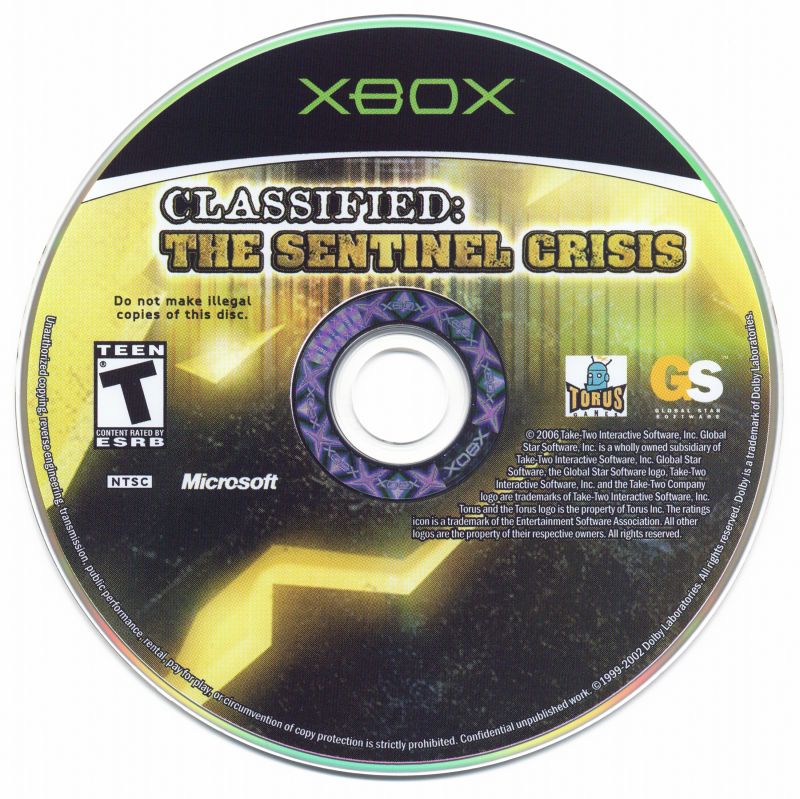 XBOX
CLASSIFIED:
THE SENTINEL CRISIS
Do not make illegal
copies of this disc.
TEEN
T
CONTENT RATED BY
ESRB
NTSC
Microsoft
XBOX
XBOX
XBOX
TORUS
GAMES
GS
GLOBAL STAR
SOFTWARE
© 2006 Take-Two Interactive Software, Inc. Global
Star Software, Inc. is a wholly owned subsidiary of
Take-Two Interactive Software, Inc. Global Star
Software, the Global Star Software logo, Take-Two
Interactive Software, Inc. and the Take-Two Company
logo are trademarks of Take-Two Interactive Software, Inc.
Torus and the Torus logo is the property of Torus Inc. The ratings
icon is a trademark of the Entertainment Software Association. All other
logos are the property of their respective owners. All rights reserved.
Unauthorized copying, reverse engineering, transmission, public performance, rental, pay for play, or circumvention of copy protection is strictly prohibited. Confidential unpublished work. ©1999-2002 Dolby Laboratories. All rights reserved. Dolby is a trademark of Dolby Laboratories.